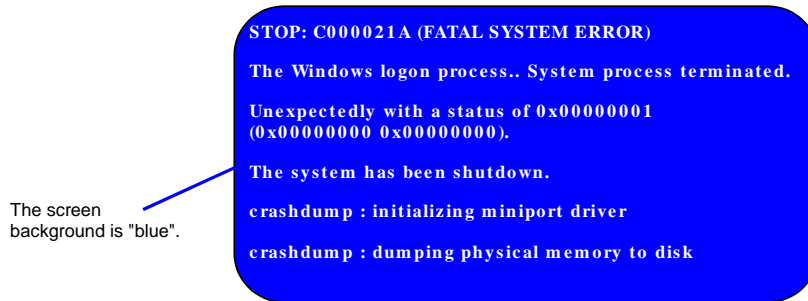 STOP: C000021A (FATAL SYSTEM ERROR)
The Windows logon process.. System process terminated.
Unexpectedly with a status of 0x00000001
(0x00000000 0x00000000).
The system has been shutdown.
crashdump : initializing miniport driver
crashdump : dumping physical memory to disk
The screen
background is "blue".